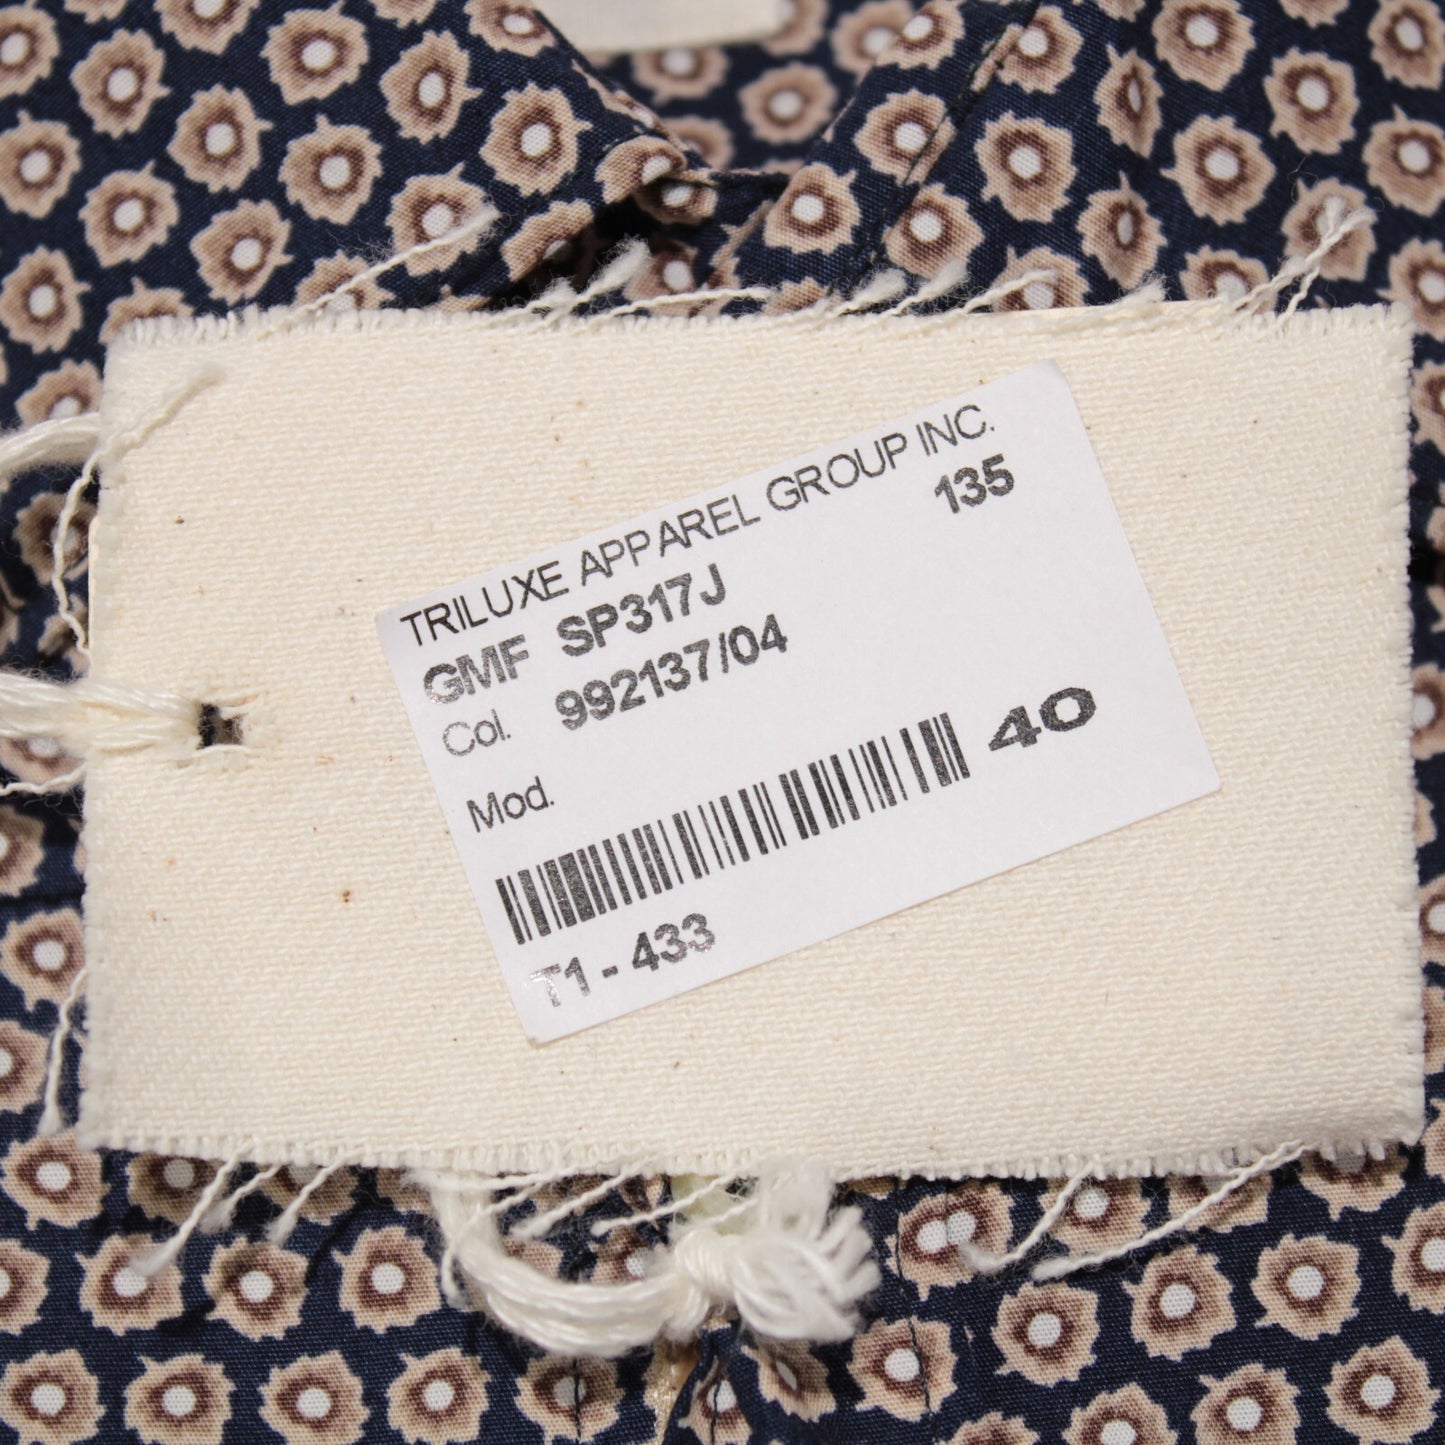 TRILUXE APPAREL GROUP INC.
135
GMF SP317J
Col. 992137/04
Mod.
40
T1 - 433